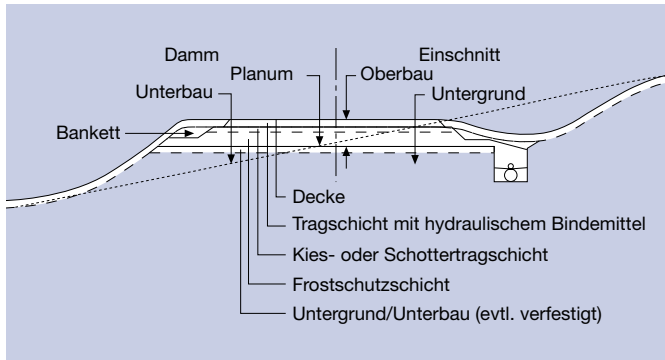 Damm
Einschnitt
Planum
Oberbau
Unterbau
Untergrund
Bankett
Decke
Tragschicht mit hydraulischem Bindemittel
Kies- oder Schottertragschicht
Frostschutzschicht
Untergrund/Unterbau (evtl. verfestigt)